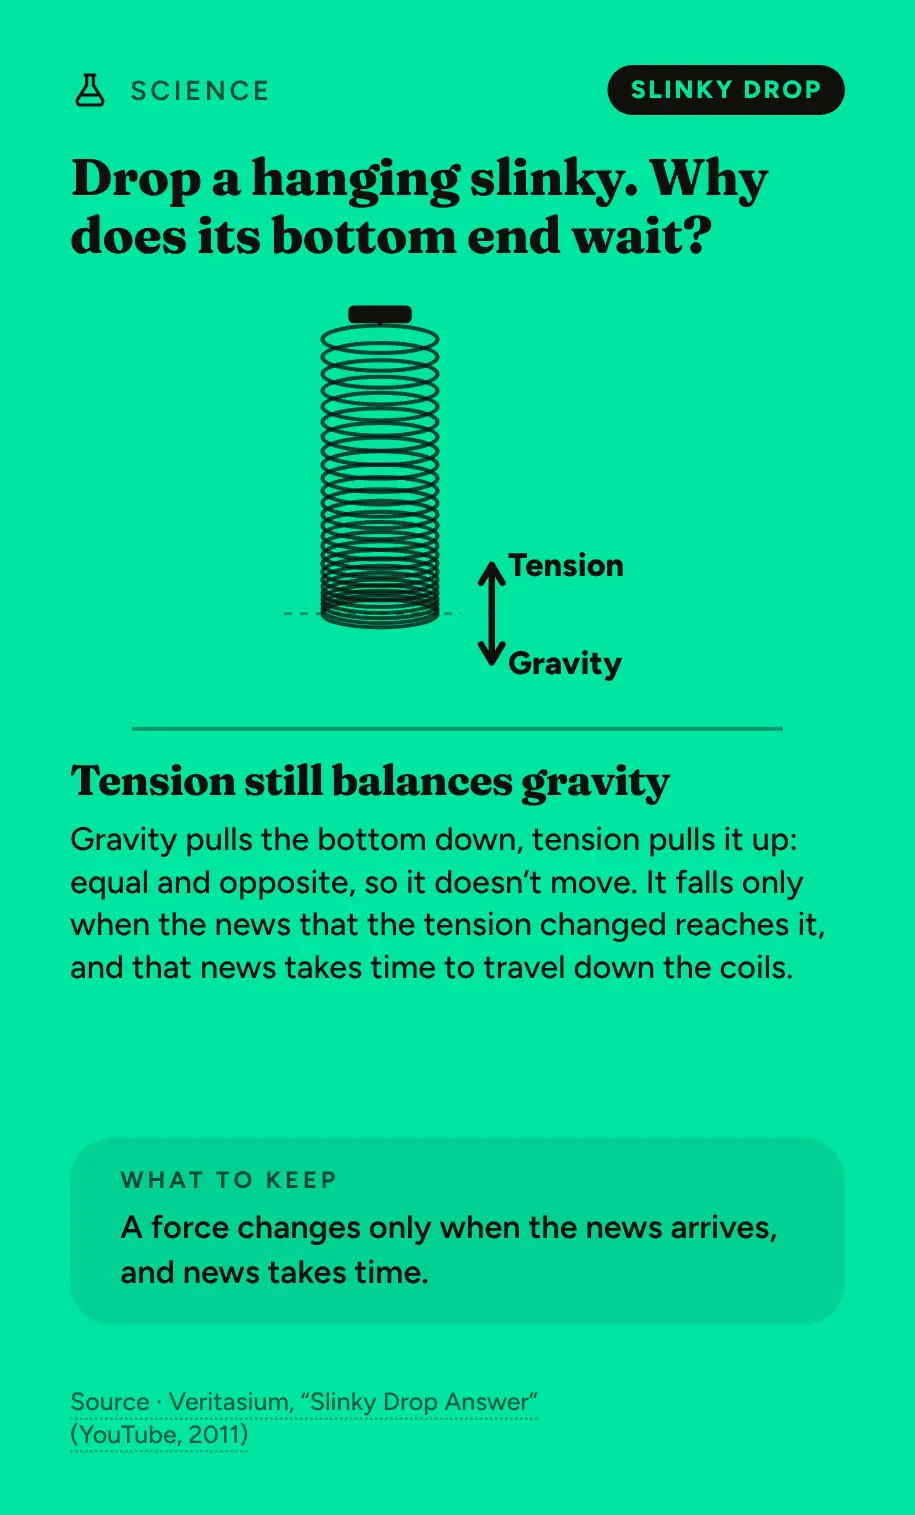 SCIENCE
SLINKY DROP
Drop a hanging slinky. Why
does its bottom end wait?
Tension
Gravity
Tension still balances gravity
Gravity pulls the bottom down, tension pulls it up:
equal and opposite, so it doesn’t move. It falls only
when the news that the tension changed reaches it,
and that news takes time to travel down the coils.
WHAT TO KEEP
A force changes only when the news arrives,
and news takes time.
Source · Veritasium, “Slinky Drop Answer”
(YouTube, 2011)